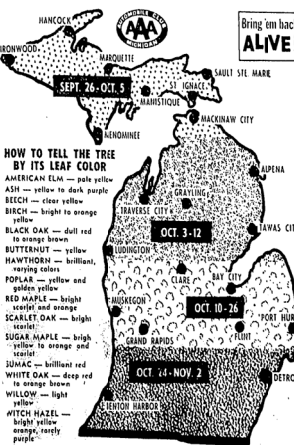 HANCOCK
AUTOMOBILE CLUB
AAA
MICHIGAN
Bring 'em bac
ALIVE
IRONWOOD
MARQUETTE
SAULT STE. MARIE
SEPT. 26-OCT. 5
ST. IGNACE
MANISTIQUE
MACKINAW CITY
MENOMINEE
HOW TO TELL THE TREE
BY ITS LEAF COLOR
AMERICAN ELM — pale yellow
ASH — yellow to dark purple
BEECH — clear yellow
BIRCH — bright to orange
yellow
BLACK OAK — dull red
to orange brown
BUTTERNUT — yellow
HAWTHORN — brilliant,
varying colors
POPLAR — yellow and
golden yellow
RED MAPLE — bright
scarlet and orange
SCARLET OAK — bright
scarlet
SUGAR MAPLE — brigh
yellow to orange and
scarlet
SUMAC — brilliant red
WHITE OAK — deep red
to orange brown
WILLOW — light
yellow
WITCH HAZEL —
bright yellow
orange, rarely
purple
ALPENA
GRAYLING
TRAVERSE CITY
OCT. 3-12
TAWAS CIT
LUDINGTON
CLARE
BAY CITY
MUSKEGON
OCT. 10-26
PORT HUR
GRAND RAPIDS
FLINT
OCT. 24-NOV. 2
DETRO
BENTON HARBOR